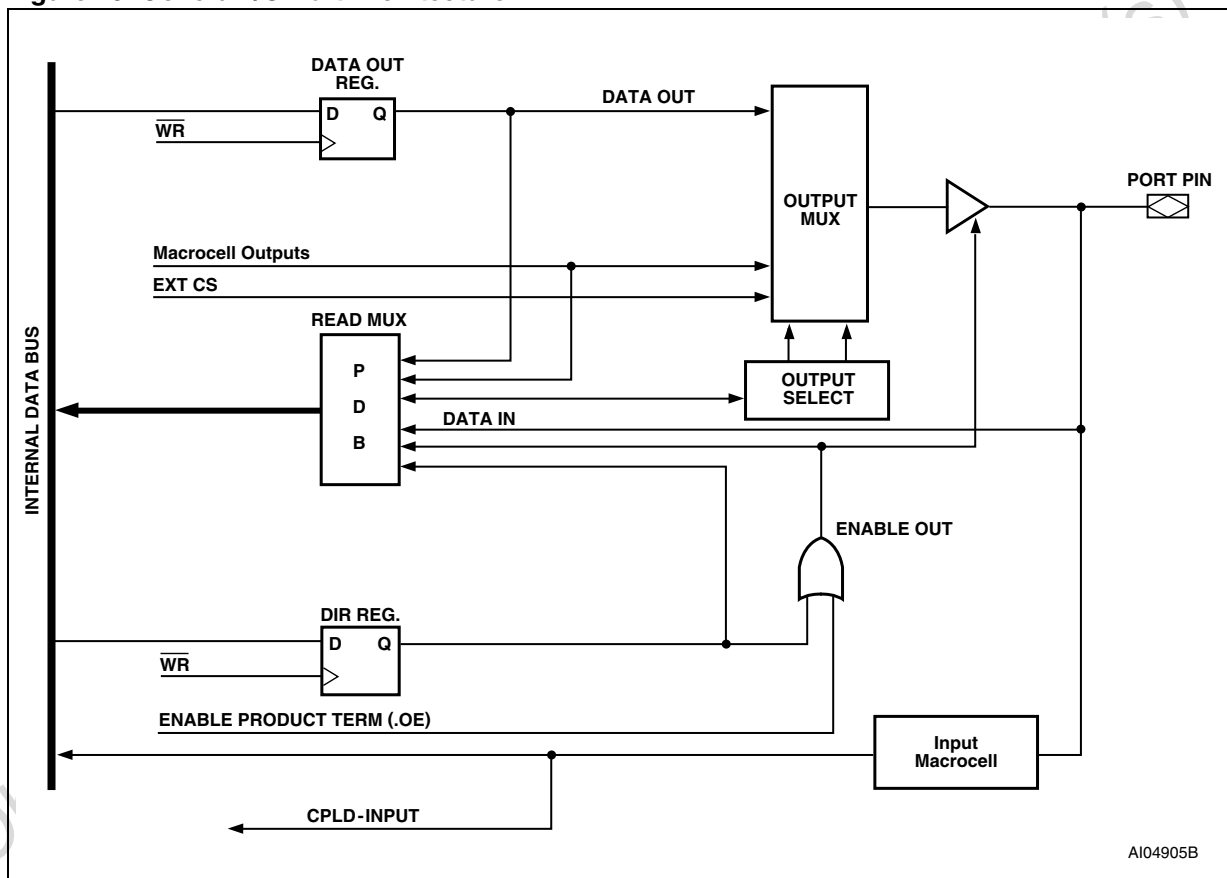 DATA OUT
REG.
D Q
WR
DATA OUT
OUTPUT
MUX
PORT PIN
Macrocell Outputs
EXT CS
READ MUX
P
D
B
OUTPUT
SELECT
DATA IN
INTERNAL DATA BUS
ENABLE OUT
DIR REG.
D Q
WR
ENABLE PRODUCT TERM (.OE)
Input
Macrocell
CPLD-INPUT
AI04905B